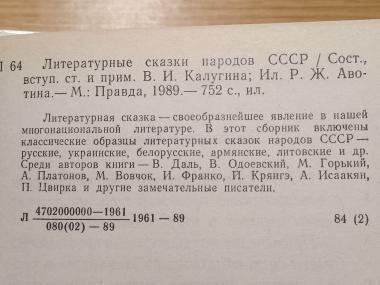 Л 64 Литературные сказки народов СССР / Сост.,
вступ. ст. и прим. В. И. Калугина; Ил. Р. Ж. Аво-
тина.— М.: Правда, 1989.— 752 с., ил.
Литературная сказка — своеобразнейшее явление в нашей
многонациональной литературе. В этот сборник включены
классические образцы литературных сказок народов СССР —
русские, украинские, белорусские, армянские, литовские и др.
Среди авторов книги — В. Даль, В. Одоевский, М. Горький,
А. Платонов, М. Вовчок, И. Франко, Й. Крянгэ, А. Исаакян,
П. Цвирка и другие замечательные писатели.
Л 4702000000—1961 1961 — 89 84 (2)
080(02) — 89